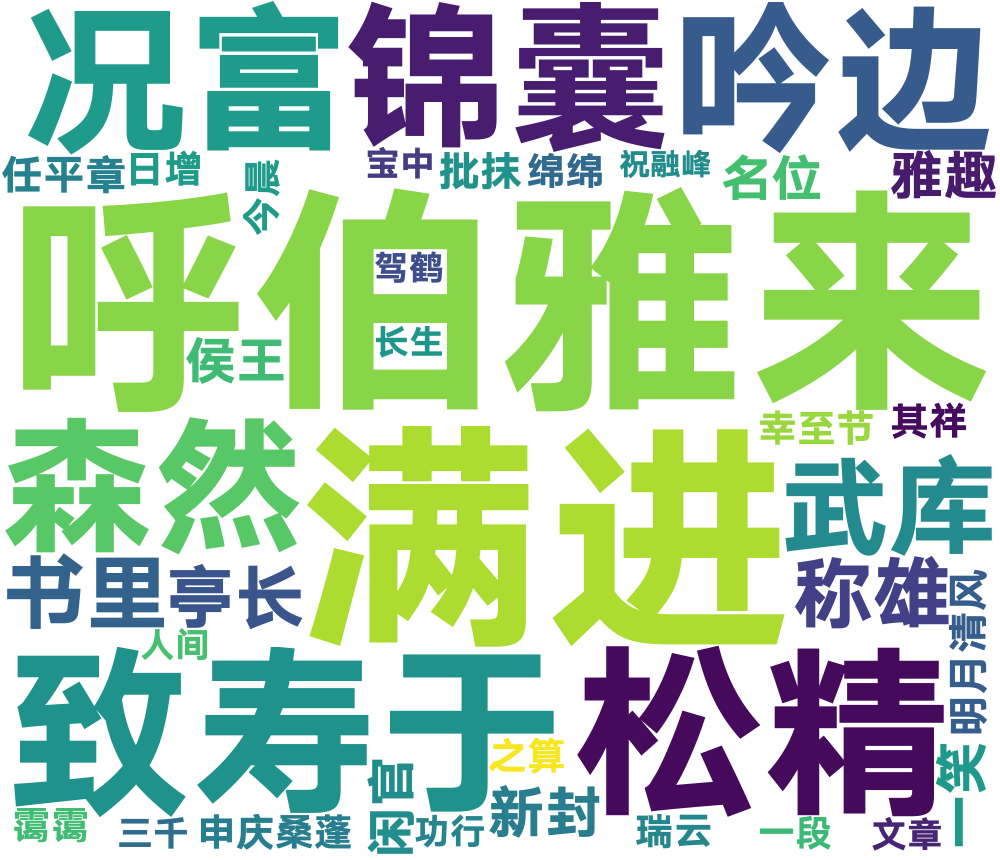 况富 锦囊 吟边
任平章 日增 今晨 宝中 批抹 绵绵 祝融峰 名位 雅趣
呼伯雅来
驾鹤
长生
侯王
幸至节 其祥
森然 满进 武库
书里 亭长 称雄 清风
人间 明月
致寿于 松精
闲官 之算 一笑
霭霭 三千 申庆 桑蓬 功行 新封 瑞云 一段 文章